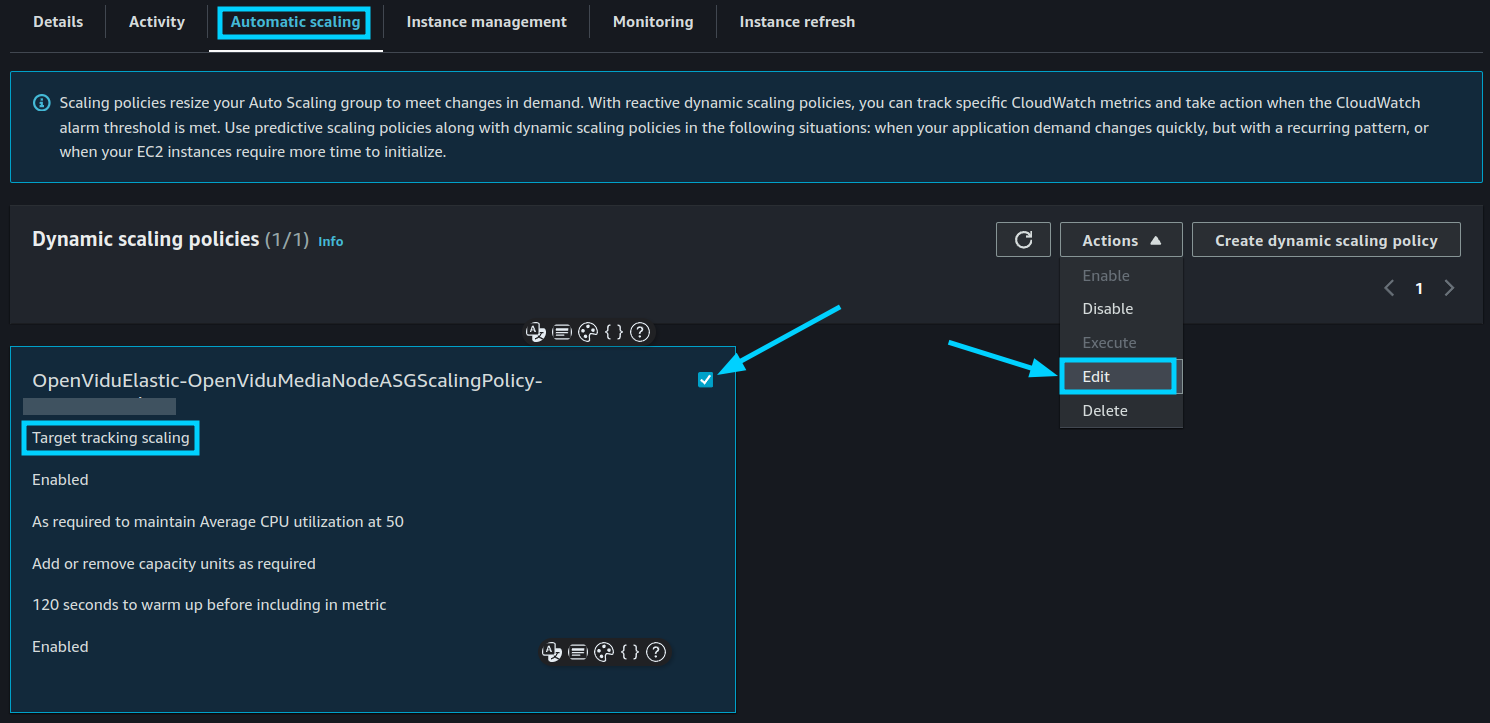 Details
Activity
Automatic scaling
Instance management
Monitoring
Instance refresh
Scaling policies resize your Auto Scaling group to meet changes in demand. With reactive dynamic scaling policies, you can track specific CloudWatch metrics and take action when the CloudWatch
alarm threshold is met. Use predictive scaling policies along with dynamic scaling policies in the following situations: when your application demand changes quickly, but with a recurring pattern, or
when your EC2 instances require more time to initialize.
Dynamic scaling policies (1/1) Info
Actions
Create dynamic scaling policy
Enable
1
Disable
Execute
Edit
Delete
OpenViduElastic-OpenViduMediaNodeASGScalingPolicy-
Target tracking scaling
Enabled
As required to maintain Average CPU utilization at 50
Add or remove capacity units as required
120 seconds to warm up before including in metric
Enabled